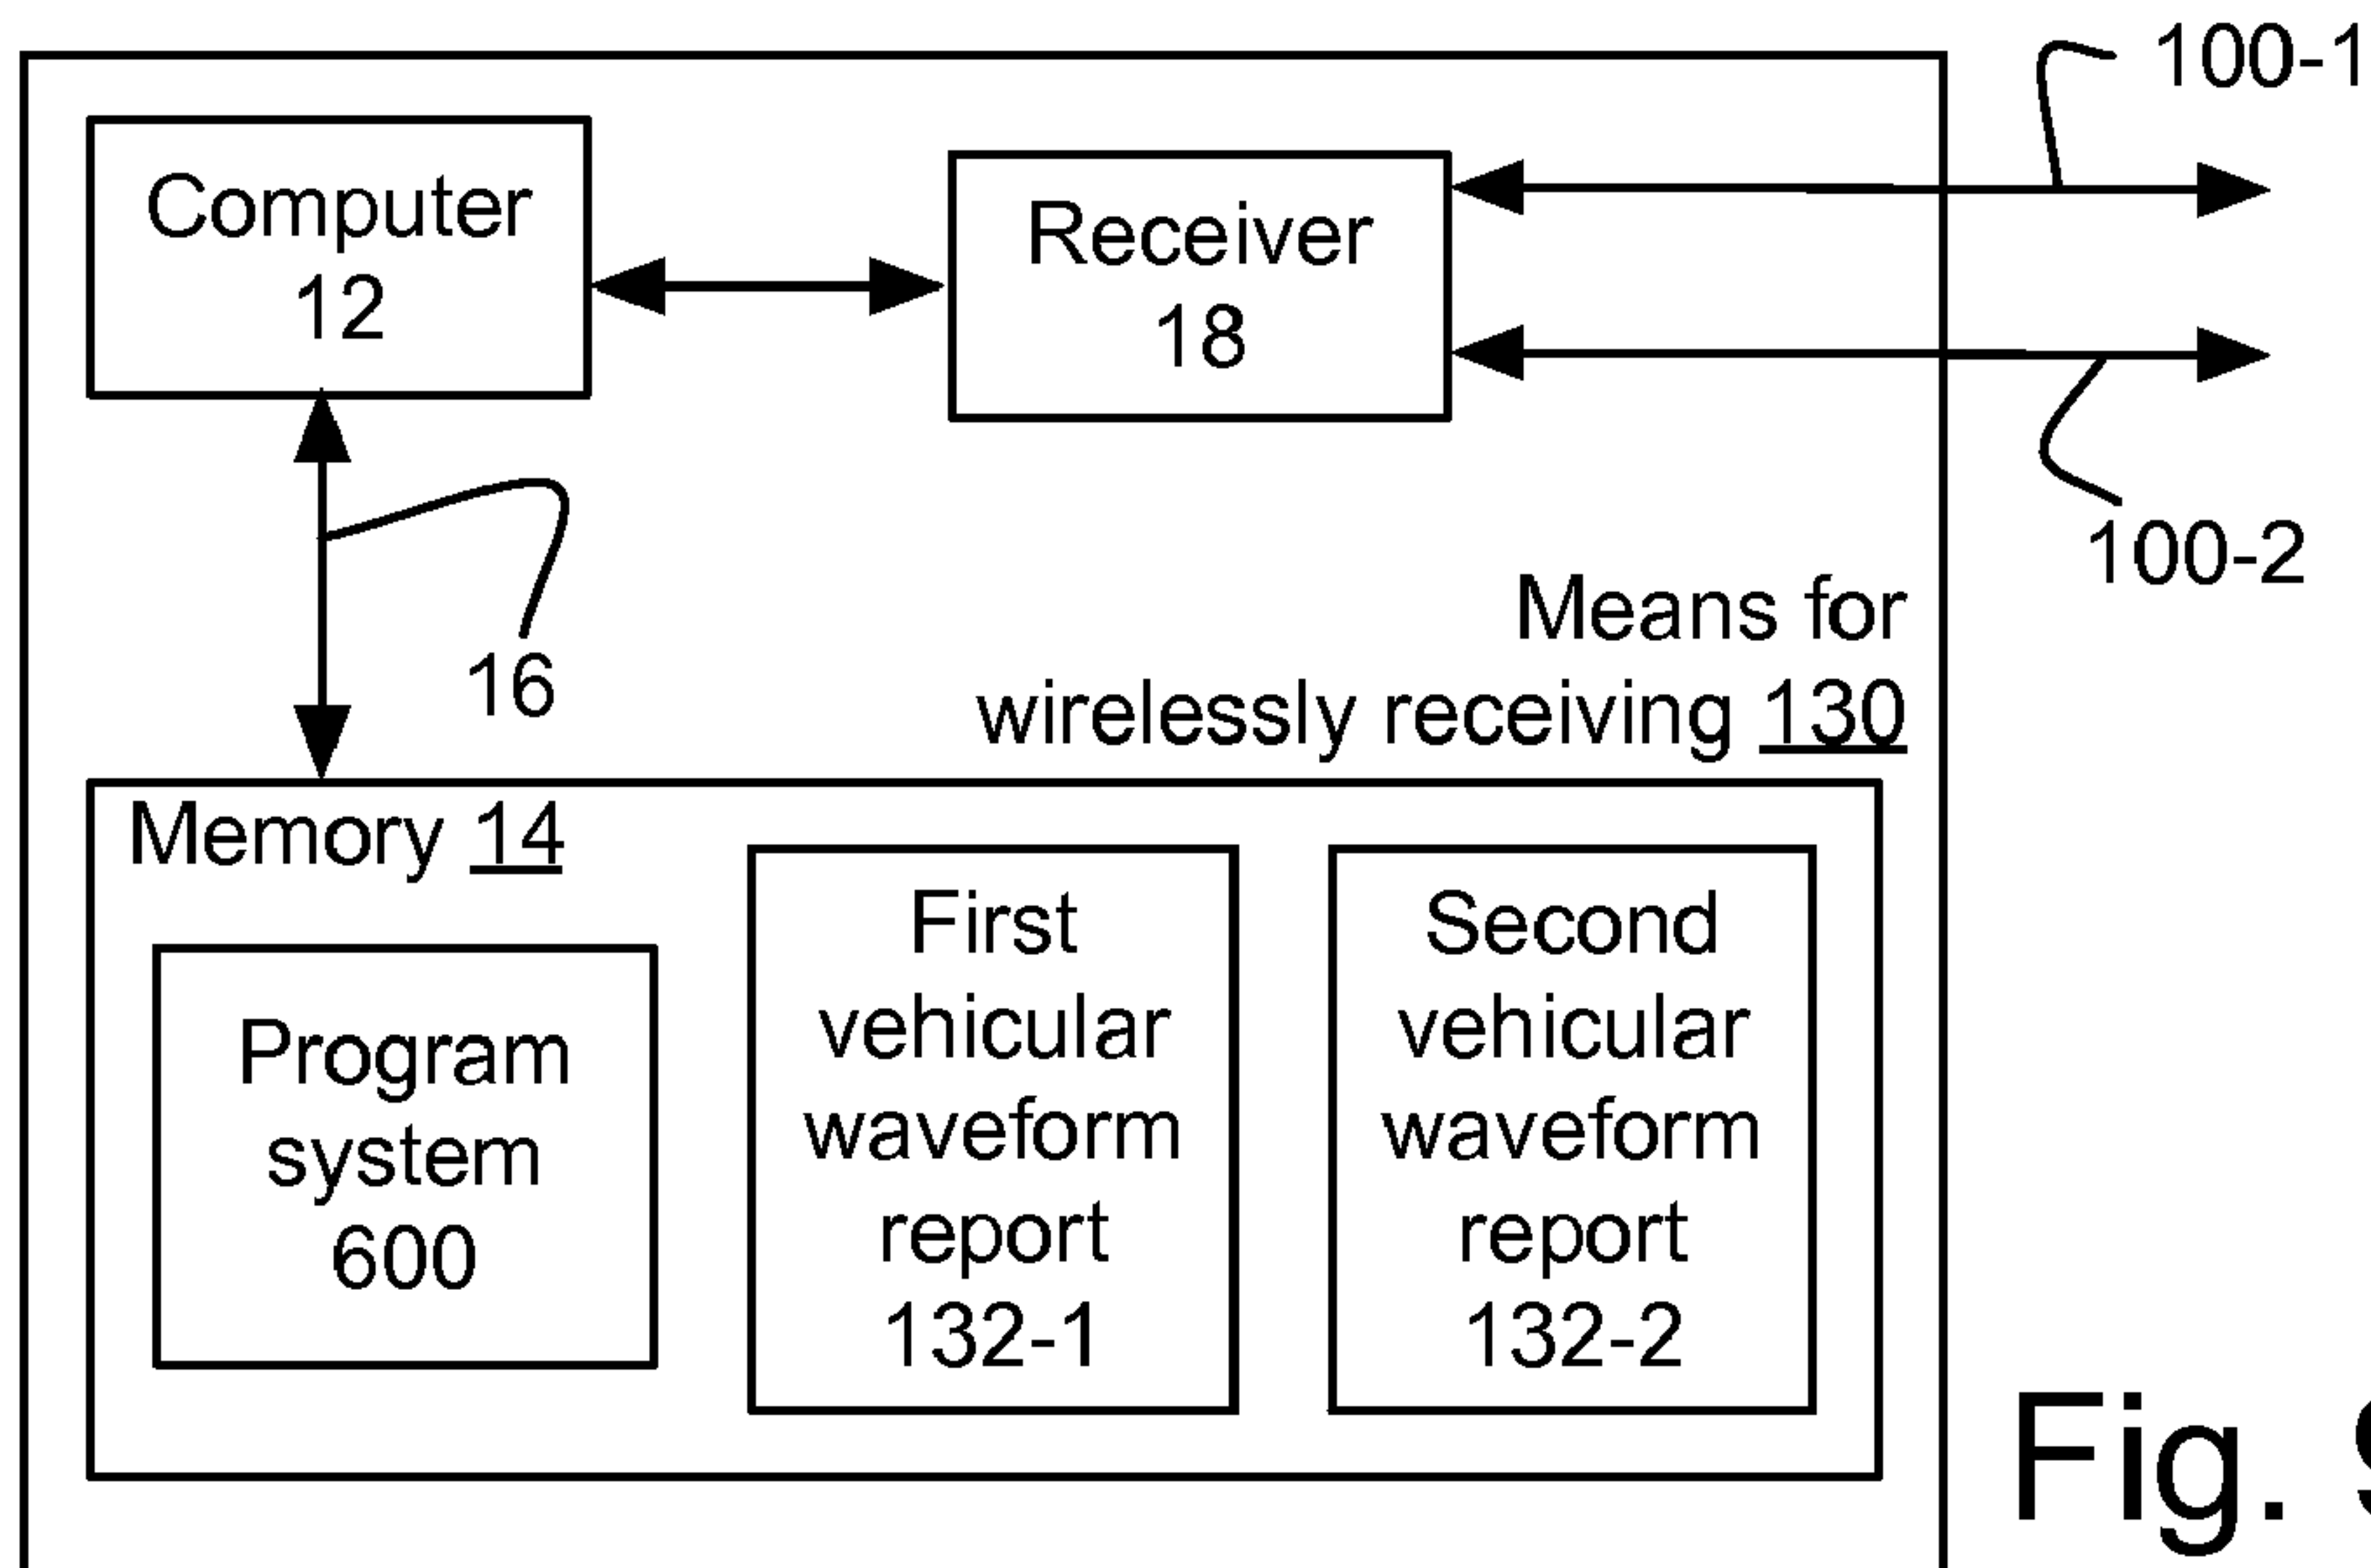 100-1
Computer
12
Receiver
18
100-2
16
Means for
wirelessly receiving 130
Memory 14
Program
system
600
First
vehicular
waveform
report
132-1
Second
vehicular
waveform
report
132-2
Fig.